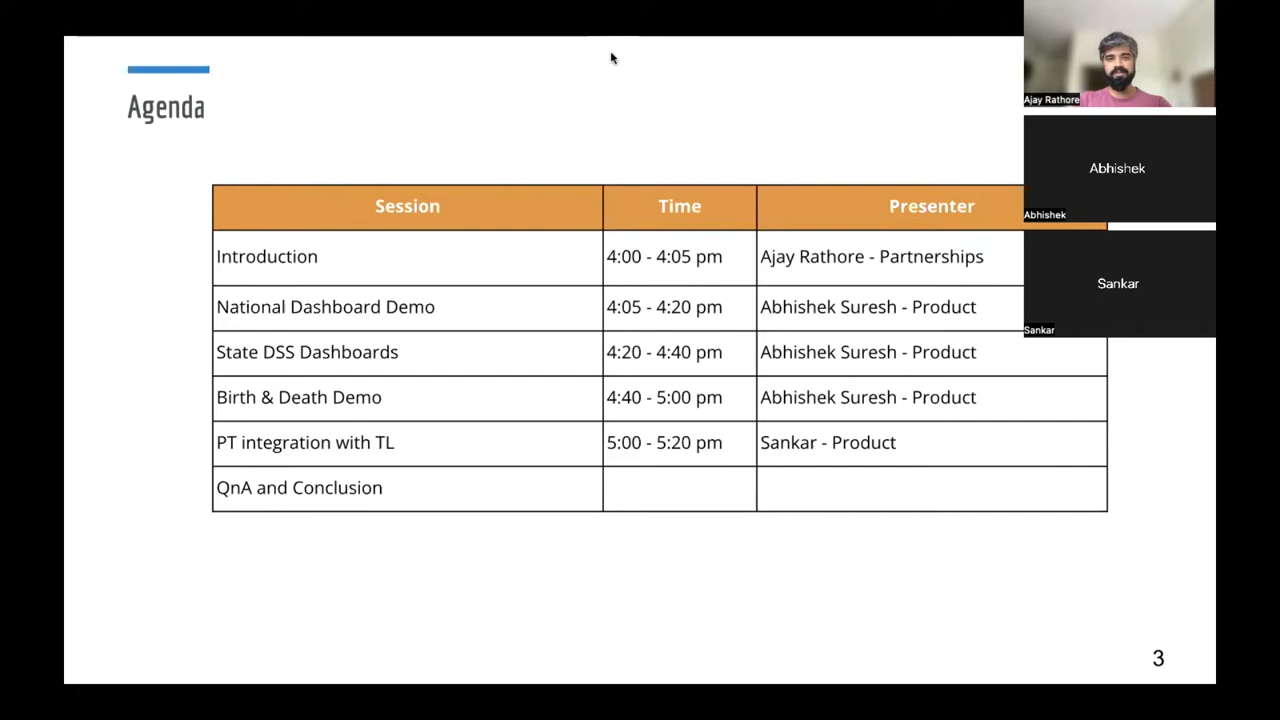 Agenda
Session Time Presenter
Introduction 4:00 - 4:05 pm Ajay Rathore - Partnerships
National Dashboard Demo 4:05 - 4:20 pm Abhishek Suresh - Product
State DSS Dashboards 4:20 - 4:40 pm Abhishek Suresh - Product
Birth & Death Demo 4:40 - 5:00 pm Abhishek Suresh - Product
PT integration with TL 5:00 - 5:20 pm Sankar - Product
QnA and Conclusion
3
Ajay Rathore
Abhishek
Abhishek
Sankar
Sankar